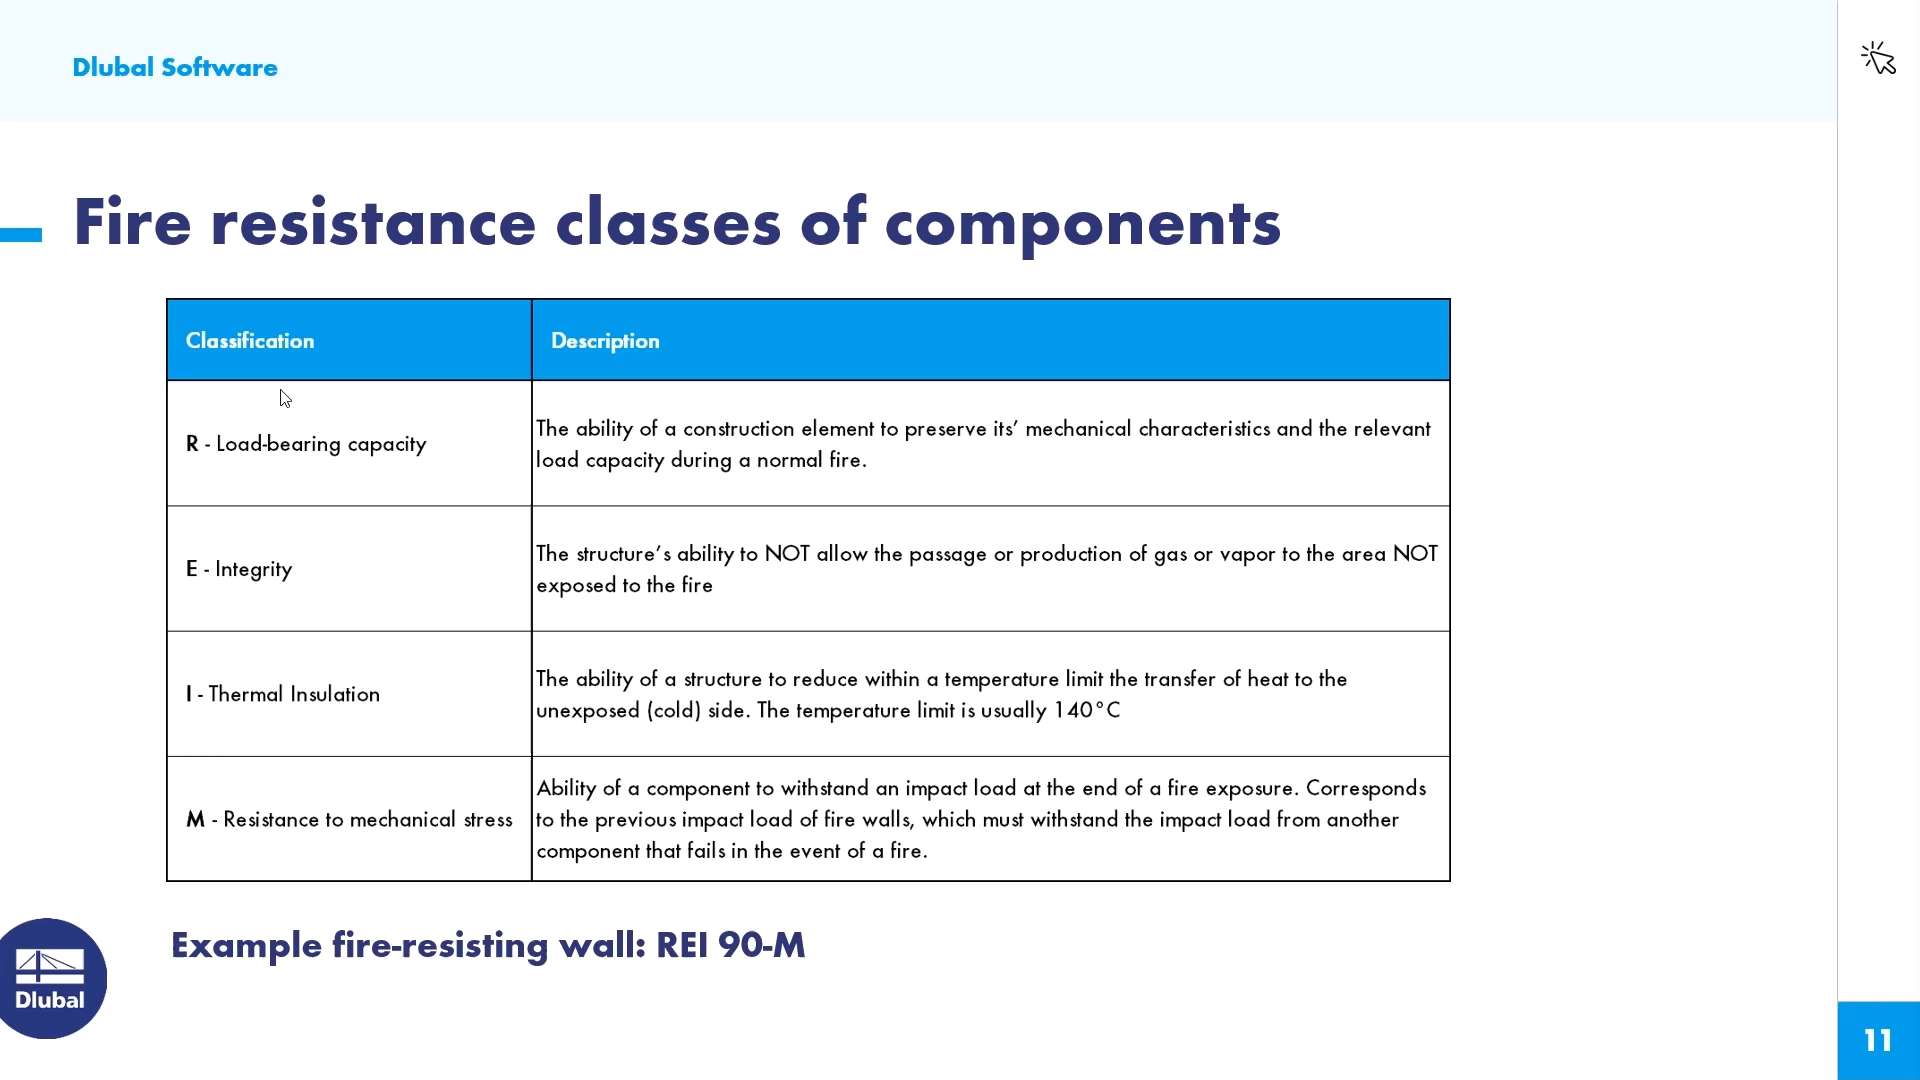 Dlubal Software
Fire resistance classes of components
Classification
Description
R - Load-bearing capacity
The ability of a construction element to preserve its’ mechanical characteristics and the relevant
load capacity during a normal fire.
E - Integrity
The structure’s ability to NOT allow the passage or production of gas or vapor to the area NOT
exposed to the fire
I - Thermal Insulation
The ability of a structure to reduce within a temperature limit the transfer of heat to the
unexposed (cold) side. The temperature limit is usually 140°C
M - Resistance to mechanical stress
Ability of a component to withstand an impact load at the end of a fire exposure. Corresponds
to the previous impact load of fire walls, which must withstand the impact load from another
component that fails in the event of a fire.
Example fire-resisting wall: REI 90-M
Dlubal
11